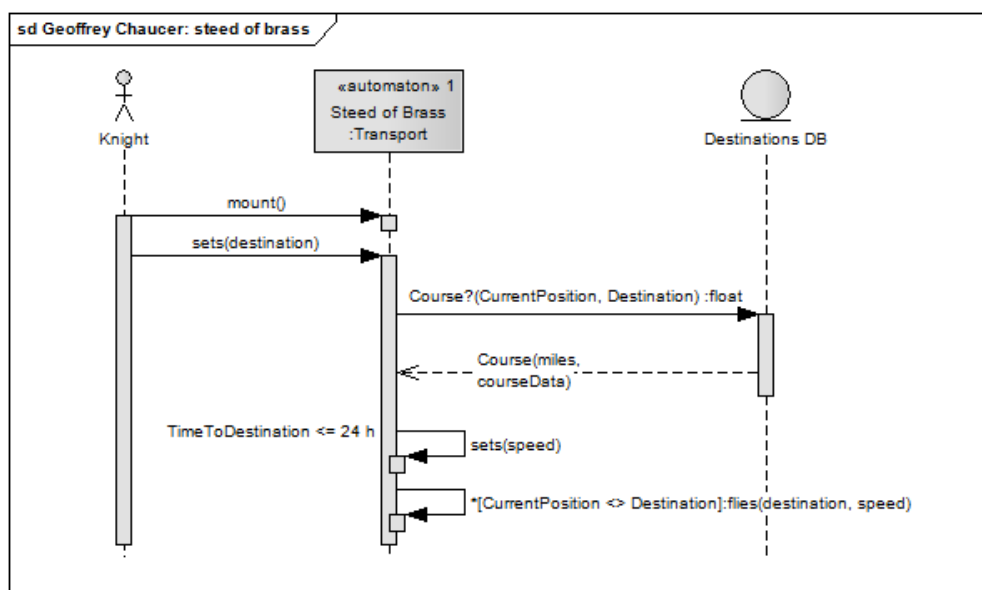 sd Geoffrey Chaucer: steed of brass
«automaton» 1
Steed of Brass
:Transport
Knight
Destinations DB
mount()
sets(destination)
Course?(CurrentPosition, Destination) :float
Course(miles,
courseData)
TimeToDestination <= 24 h
sets(speed)
*[CurrentPosition <> Destination]:flies(destination, speed)